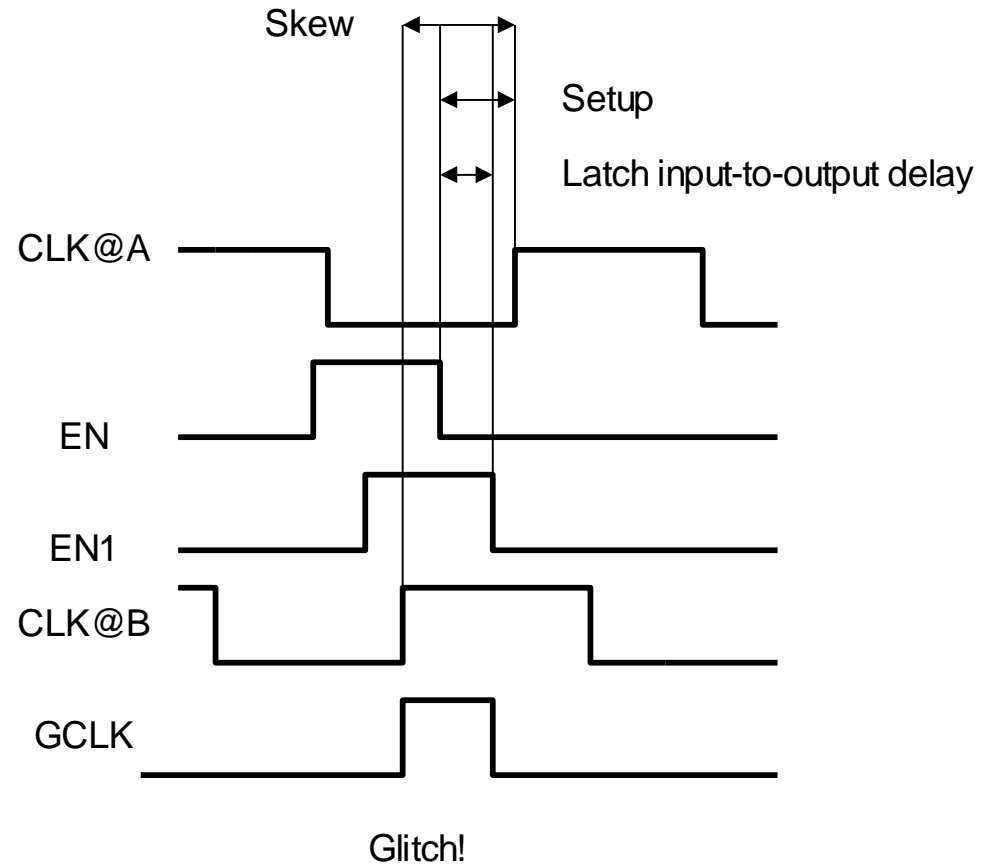 Skew
Setup
Latch input-to-output delay
CLK@A
EN
EN1
CLK@B
GCLK
Glitch!